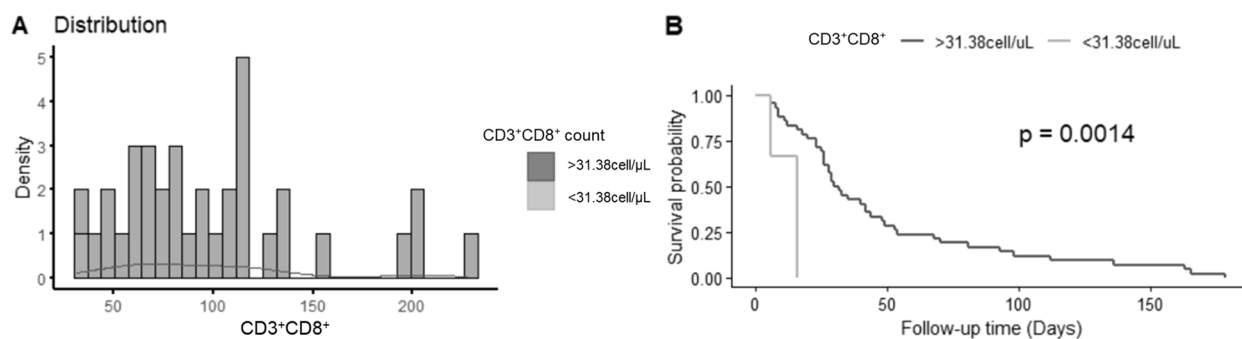 A Distribution
5
4
3
2
1
0
Density
50 100 150 200
CD3⁺CD8⁺
CD3⁺CD8⁺ count
>31.38cell/µL
<31.38cell/µL
B
CD3⁺CD8⁺ >31.38cell/uL <31.38cell/uL
1.00
0.75
0.50
0.25
0.00
Survival probability
p = 0.0014
0 50 100 150
Follow-up time (Days)